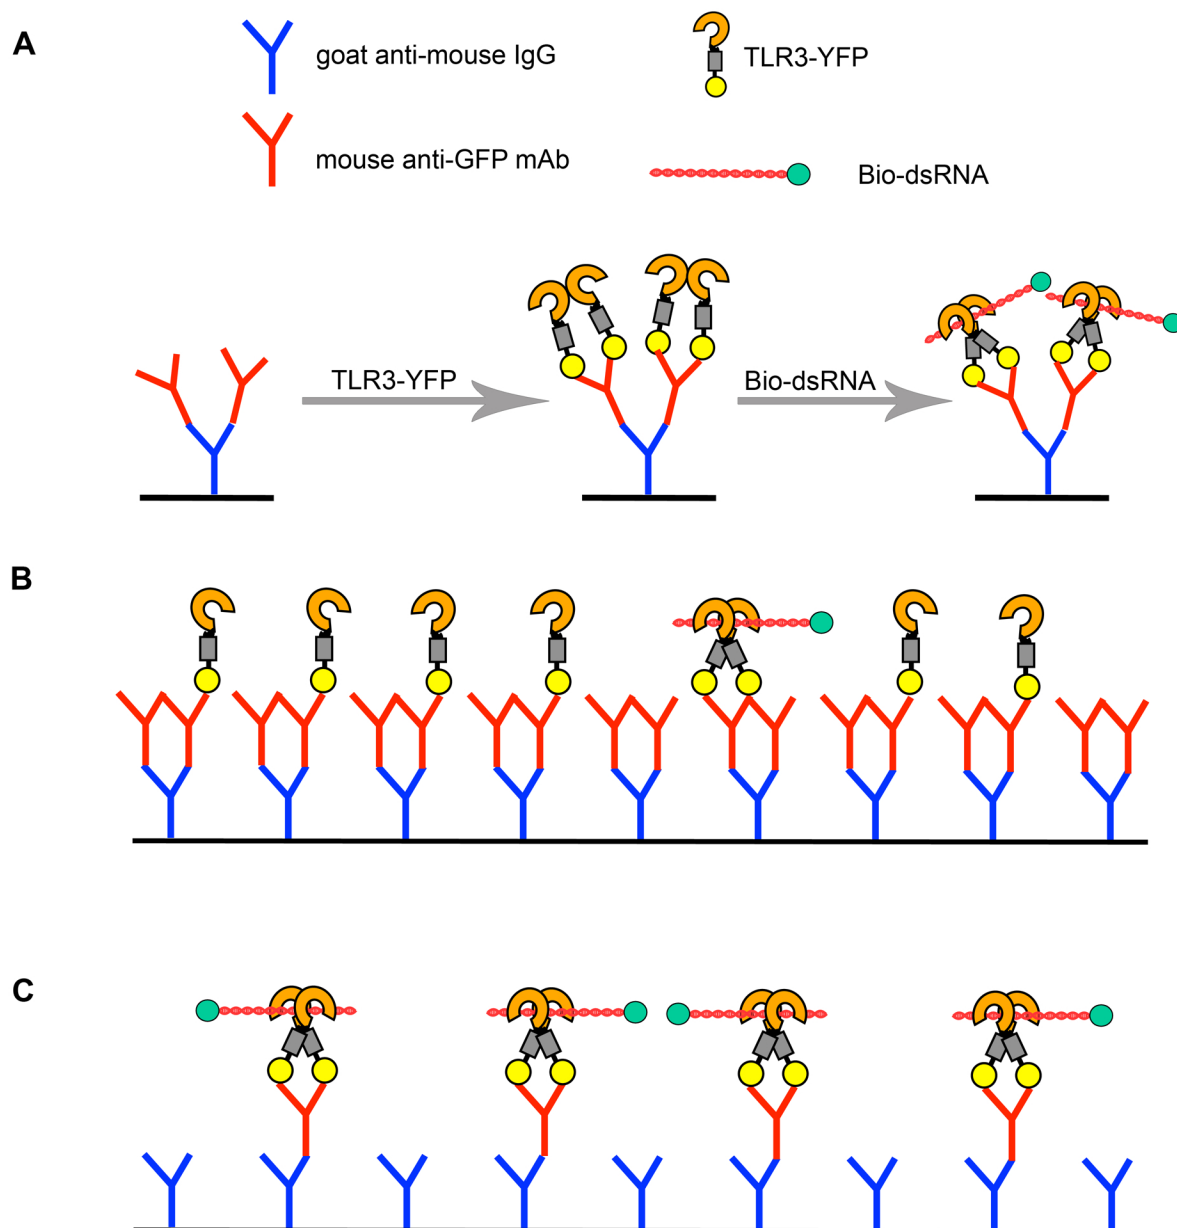 A
goat anti-mouse IgG
TLR3-YFP
mouse anti-GFP mAb
Bio-dsRNA
TLR3-YFP
Bio-dsRNA
B
C